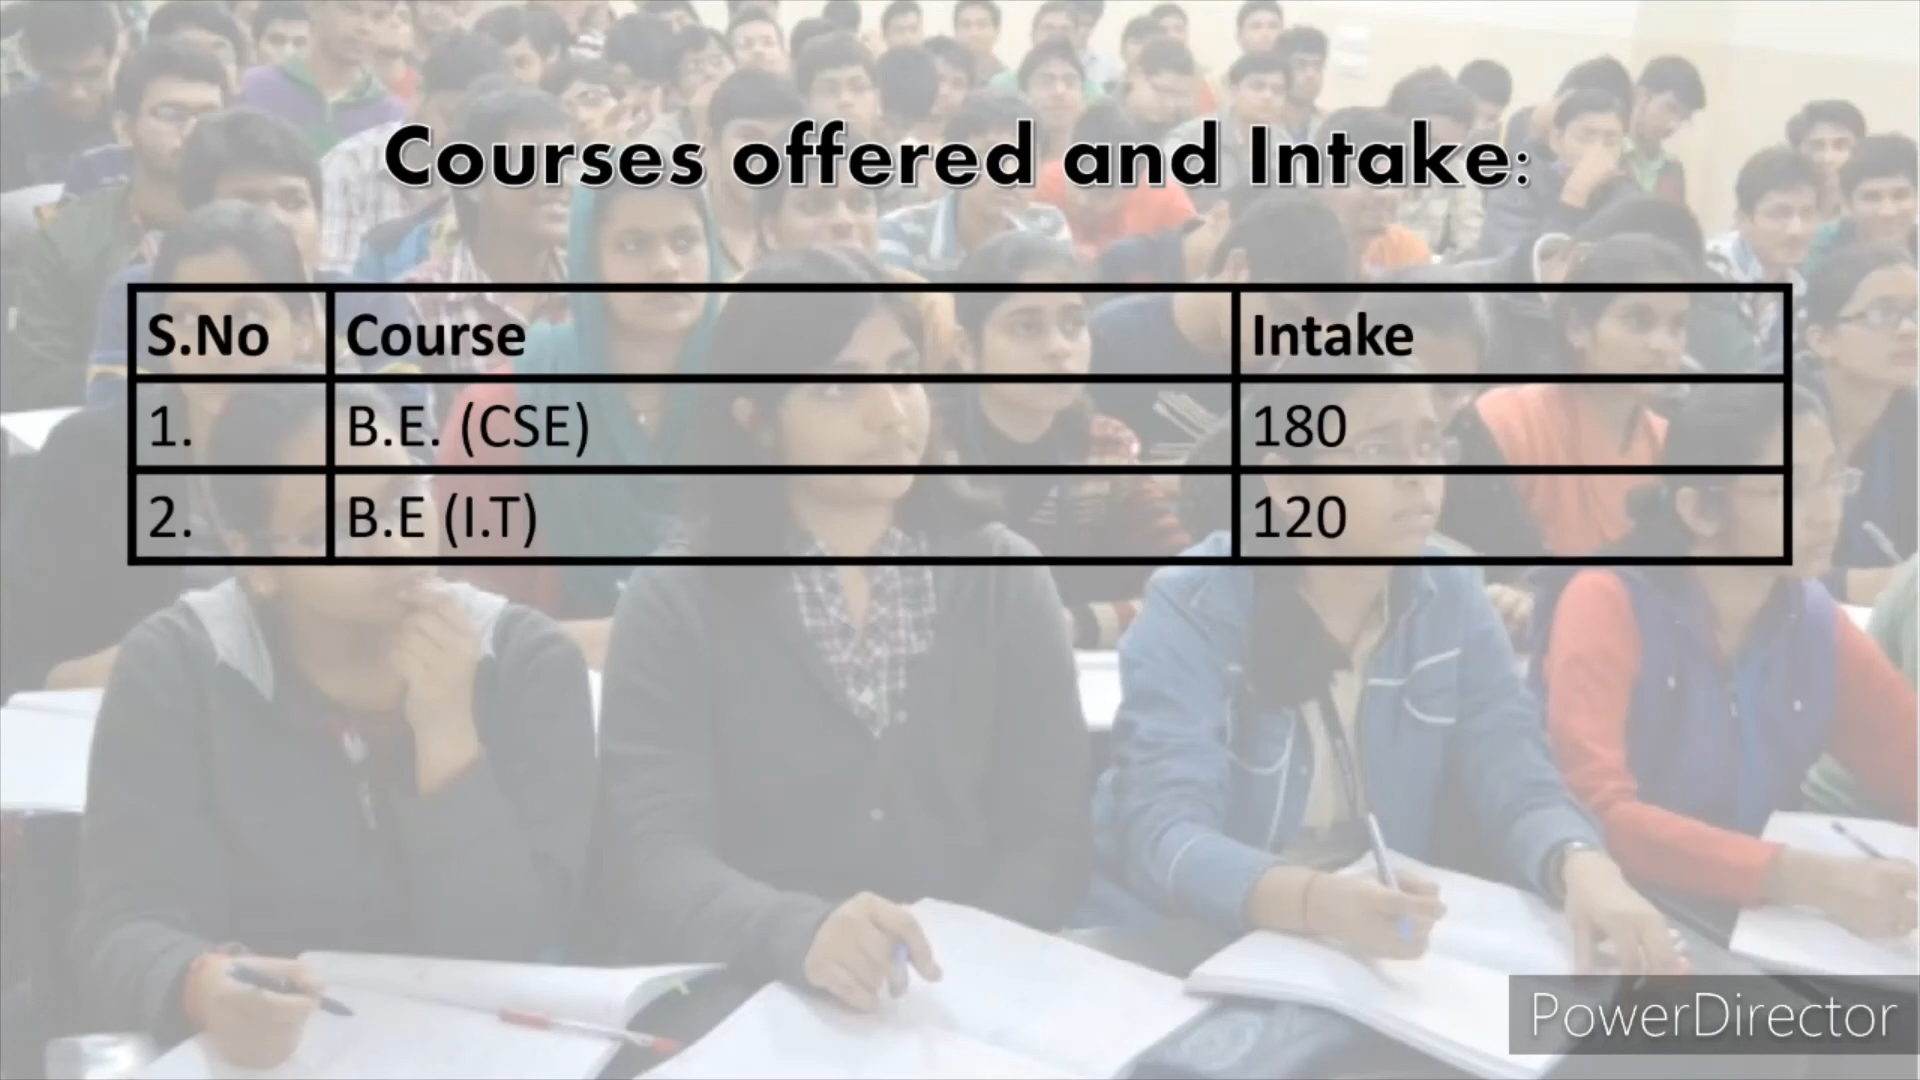 Courses offered and Intake:
S.No Course Intake
1. B.E. (CSE) 180
2. B.E (I.T) 120
PowerDirector